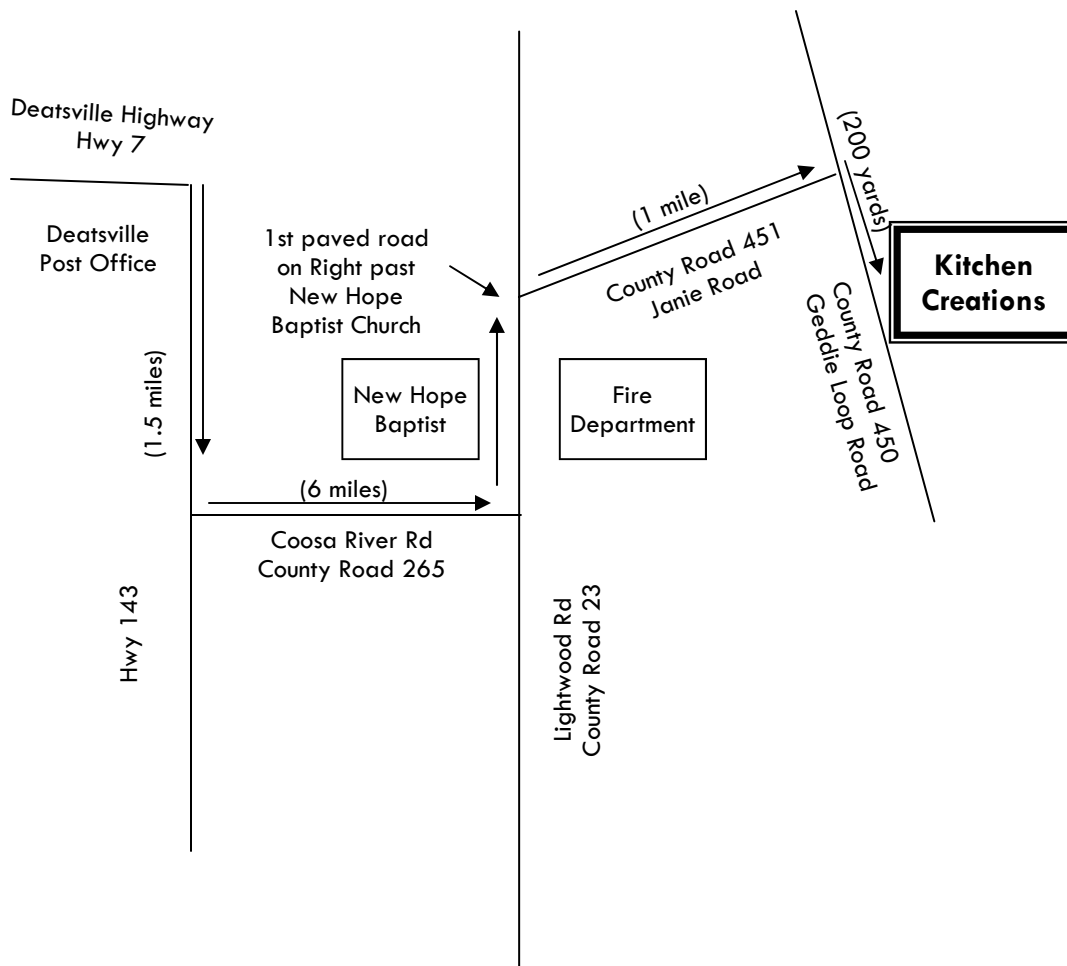 Deatsville Highway
Hwy 7
Deatsville
Post Office
(1.5 miles)
Hwy 143
1st paved road
on Right past
New Hope
Baptist Church
New Hope
Baptist
(6 miles)
Coosa River Rd
County Road 265
Fire
Department
Lightwood Rd
County Road 23
(1 mile)
County Road 451
Janie Road
(200 yards)
County Road 450
Geddie Loop Road
Kitchen
Creations